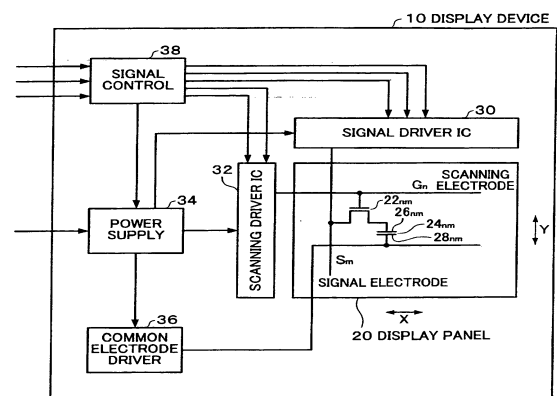 10 DISPLAY DEVICE
38
SIGNAL
CONTROL
30
SIGNAL DRIVER IC
32
SCANNING DRIVER IC
SCANNING
ELECTRODE
Gn
22nm
26nm
24nm
28nm
Y
34
POWER
SUPPLY
Sm
SIGNAL ELECTRODE
X
36
COMMON
ELECTRODE
DRIVER
20 DISPLAY PANEL